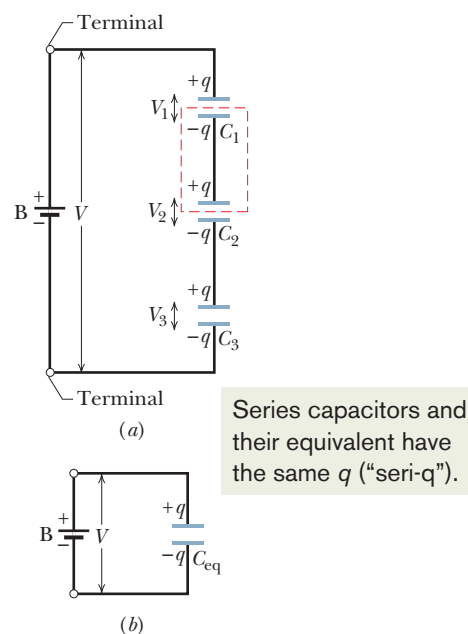 Terminal
+q
V₁
−q C₁
+
B V
−
+q
V₂
−q C₂
+q
V₃
−q C₃
Terminal
(a)
Series capacitors and
their equivalent have
the same q (“seri-q”).
+q
+
B V
−
−q Ceq
(b)